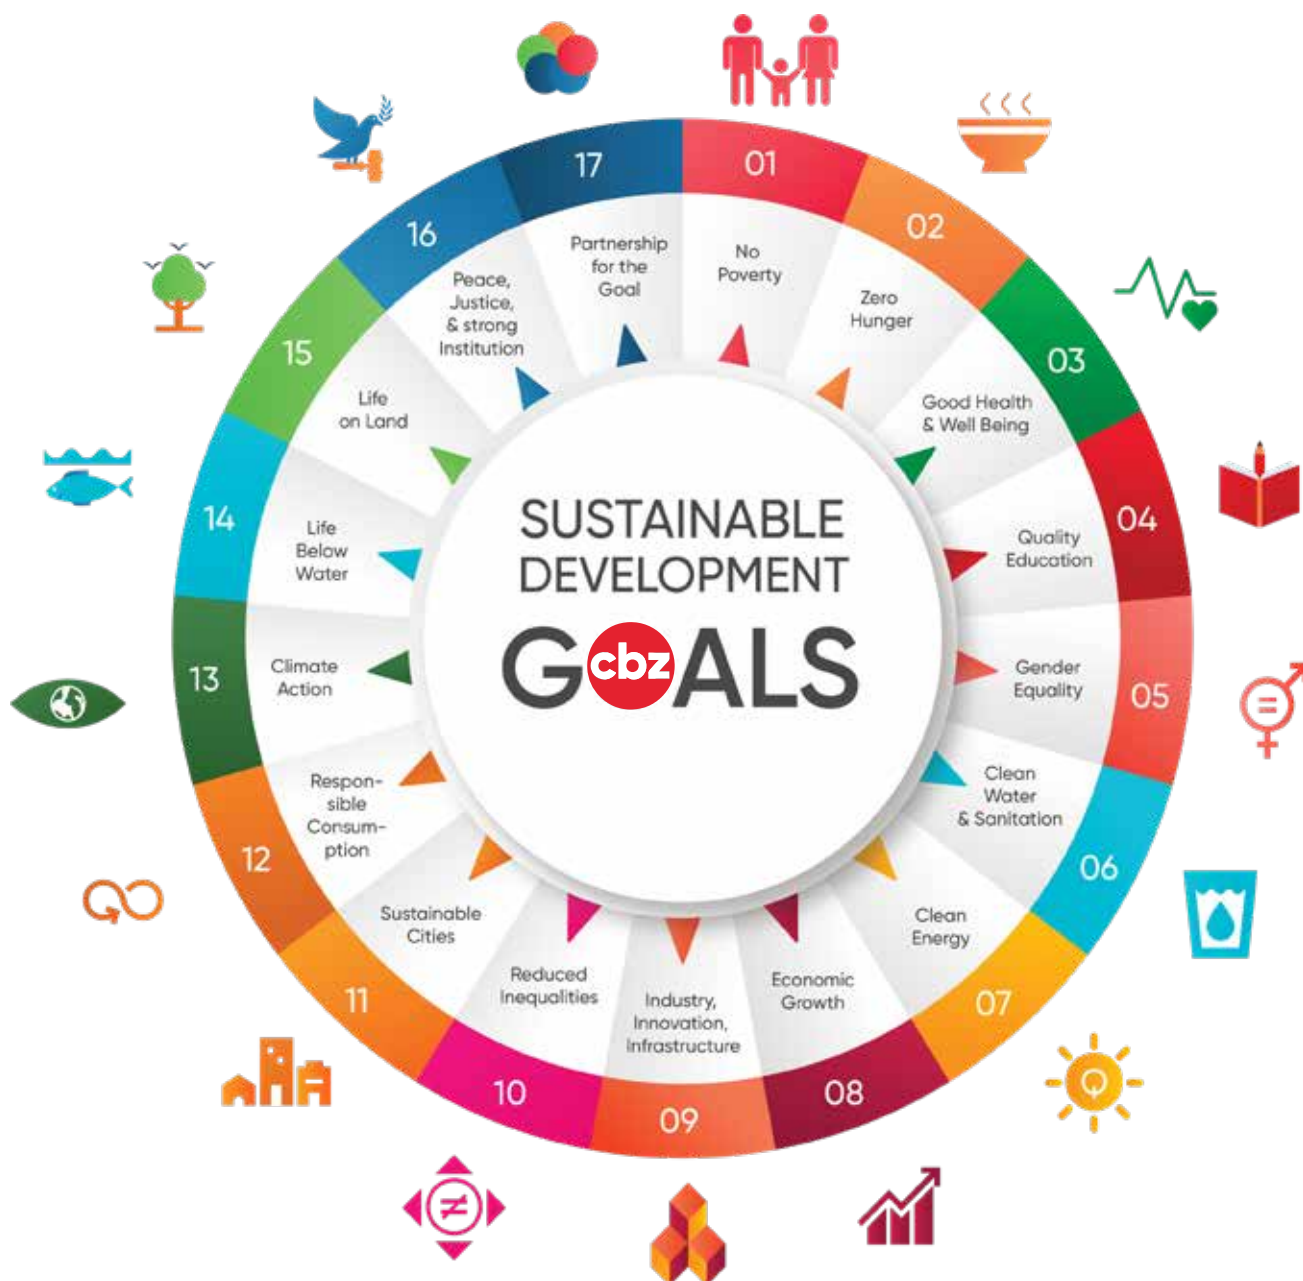 SUSTAINABLE
DEVELOPMENT
GcbzALS
01
No
Poverty
02
Zero
Hunger
03
Good Health
& Well Being
04
Quality
Education
05
Gender
Equality
06
Clean
Water
& Sanitation
07
Clean
Energy
08
Economic
Growth
09
Industry,
Innovation,
Infrastructure
10
Reduced
Inequalities
11
Sustainable
Cities
12
Respon-
sible
Consum-
ption
13
Climate
Action
14
Life
Below
Water
15
Life
on Land
16
Peace,
Justice,
& strong
Institution
17
Partnership
for the
Goal